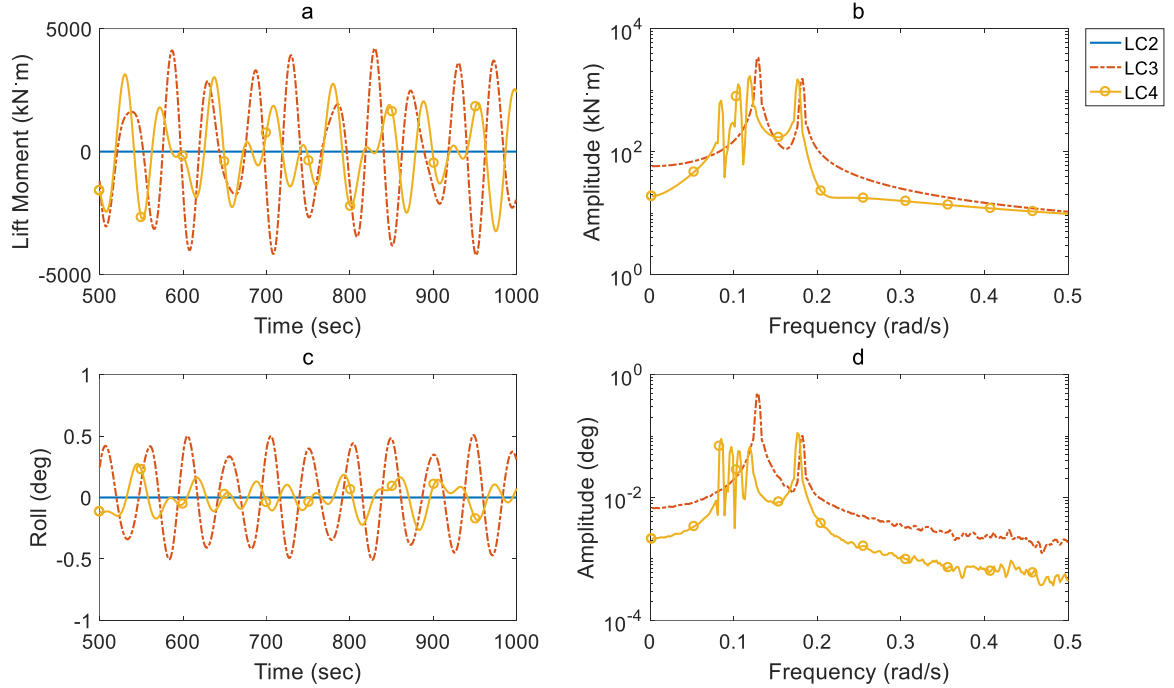 a
5000
0
-5000
Lift Moment (kN·m)
500
600
700
800
900
1000
Time (sec)
b
10^4
10^2
10^0
Amplitude (kN·m)
0
0.1
0.2
0.3
0.4
0.5
Frequency (rad/s)
LC2
LC3
LC4
c
1
0.5
0
-0.5
-1
Roll (deg)
500
600
700
800
900
1000
Time (sec)
d
10^0
10^-2
10^-4
Amplitude (deg)
0
0.1
0.2
0.3
0.4
0.5
Frequency (rad/s)